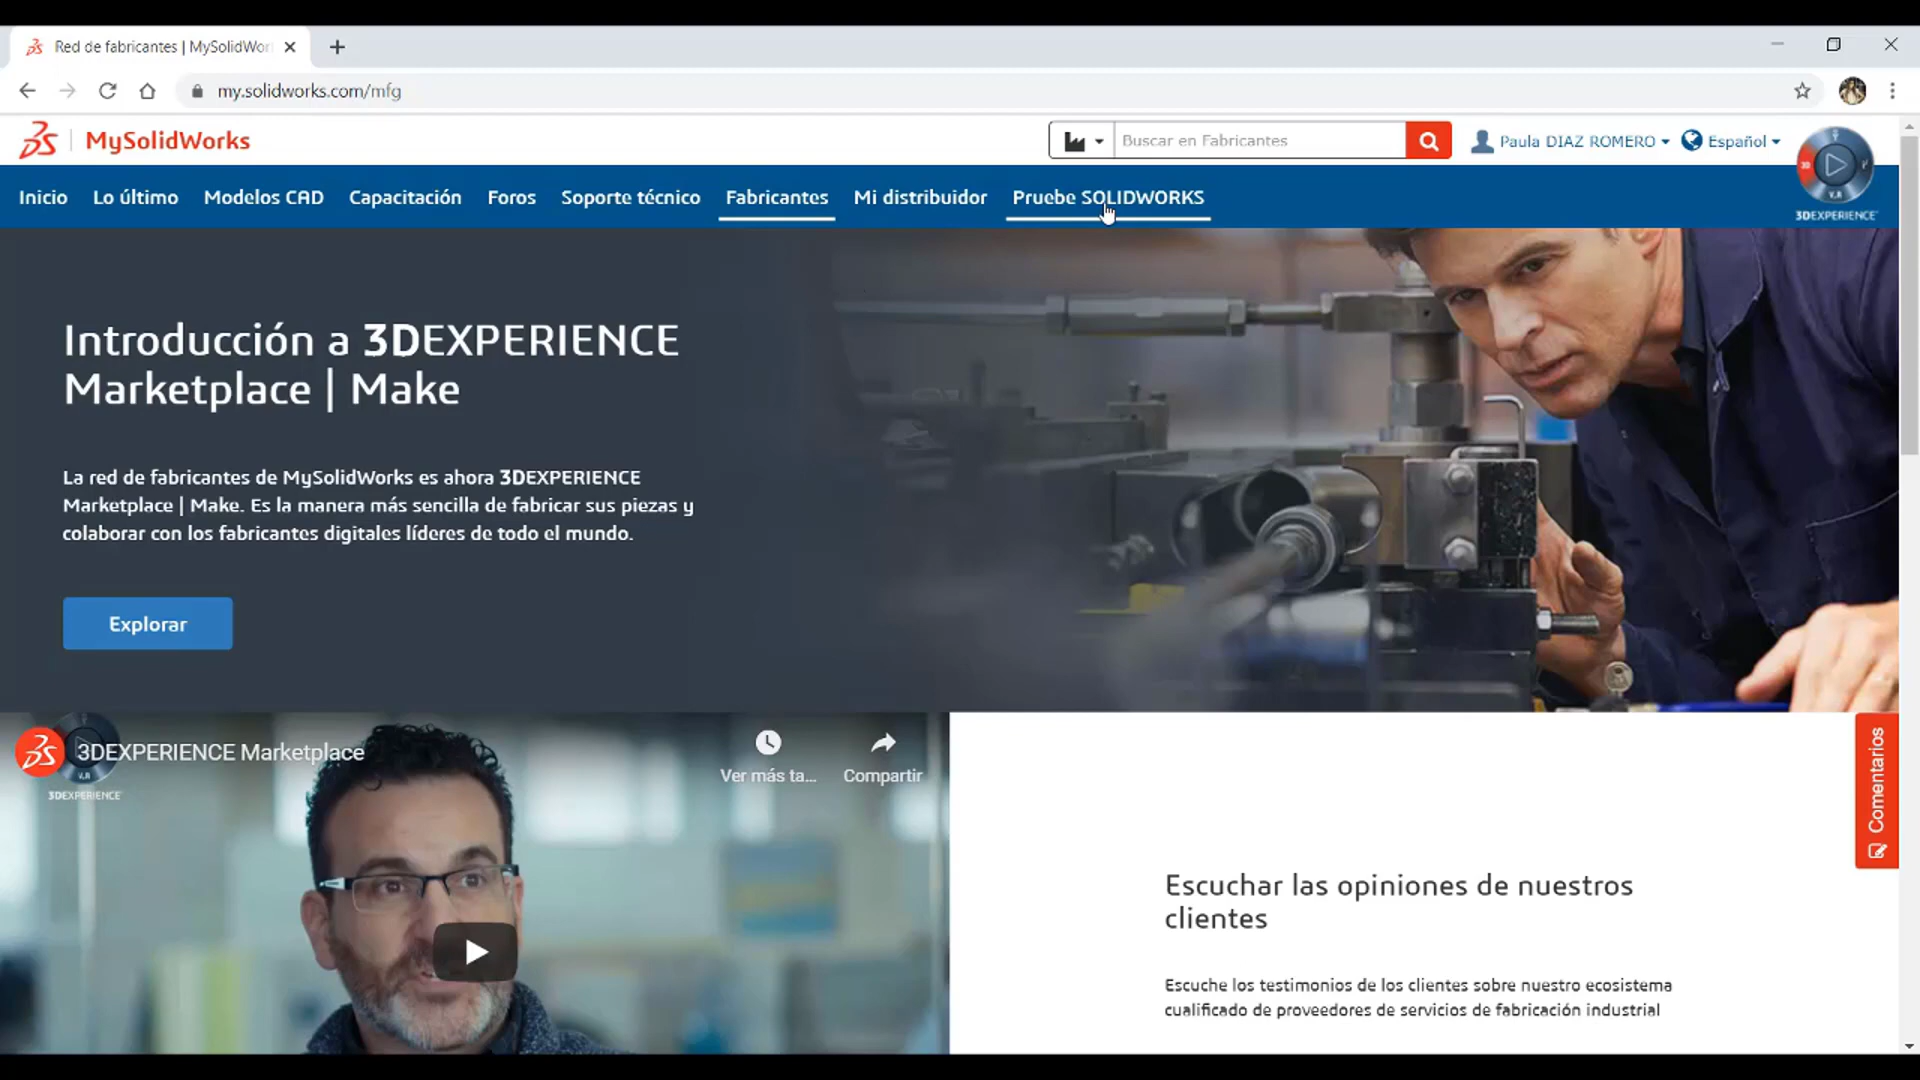 Red de fabricantes | MySolidWor
my.solidworks.com/mfg
MySolidWorks
Buscar en Fabricantes
Paula DIAZ ROMERO
Español
Inicio Lo último Modelos CAD Capacitación Foros Soporte técnico Fabricantes Mi distribuidor Pruebe SOLIDWORKS
3D
V.R
3DEXPERIENCE
Introducción a 3DEXPERIENCE
Marketplace | Make
La red de fabricantes de MySolidWorks es ahora 3DEXPERIENCE
Marketplace | Make. Es la manera más sencilla de fabricar sus piezas y
colaborar con los fabricantes digitales líderes de todo el mundo.
Explorar
3DEXPERIENCE Marketplace
V.R
3DEXPERIENCE
Ver más ta...
Compartir
Comentarios
Escuchar las opiniones de nuestros
clientes
Escuche los testimonios de los clientes sobre nuestro ecosistema
cualificado de proveedores de servicios de fabricación industrial